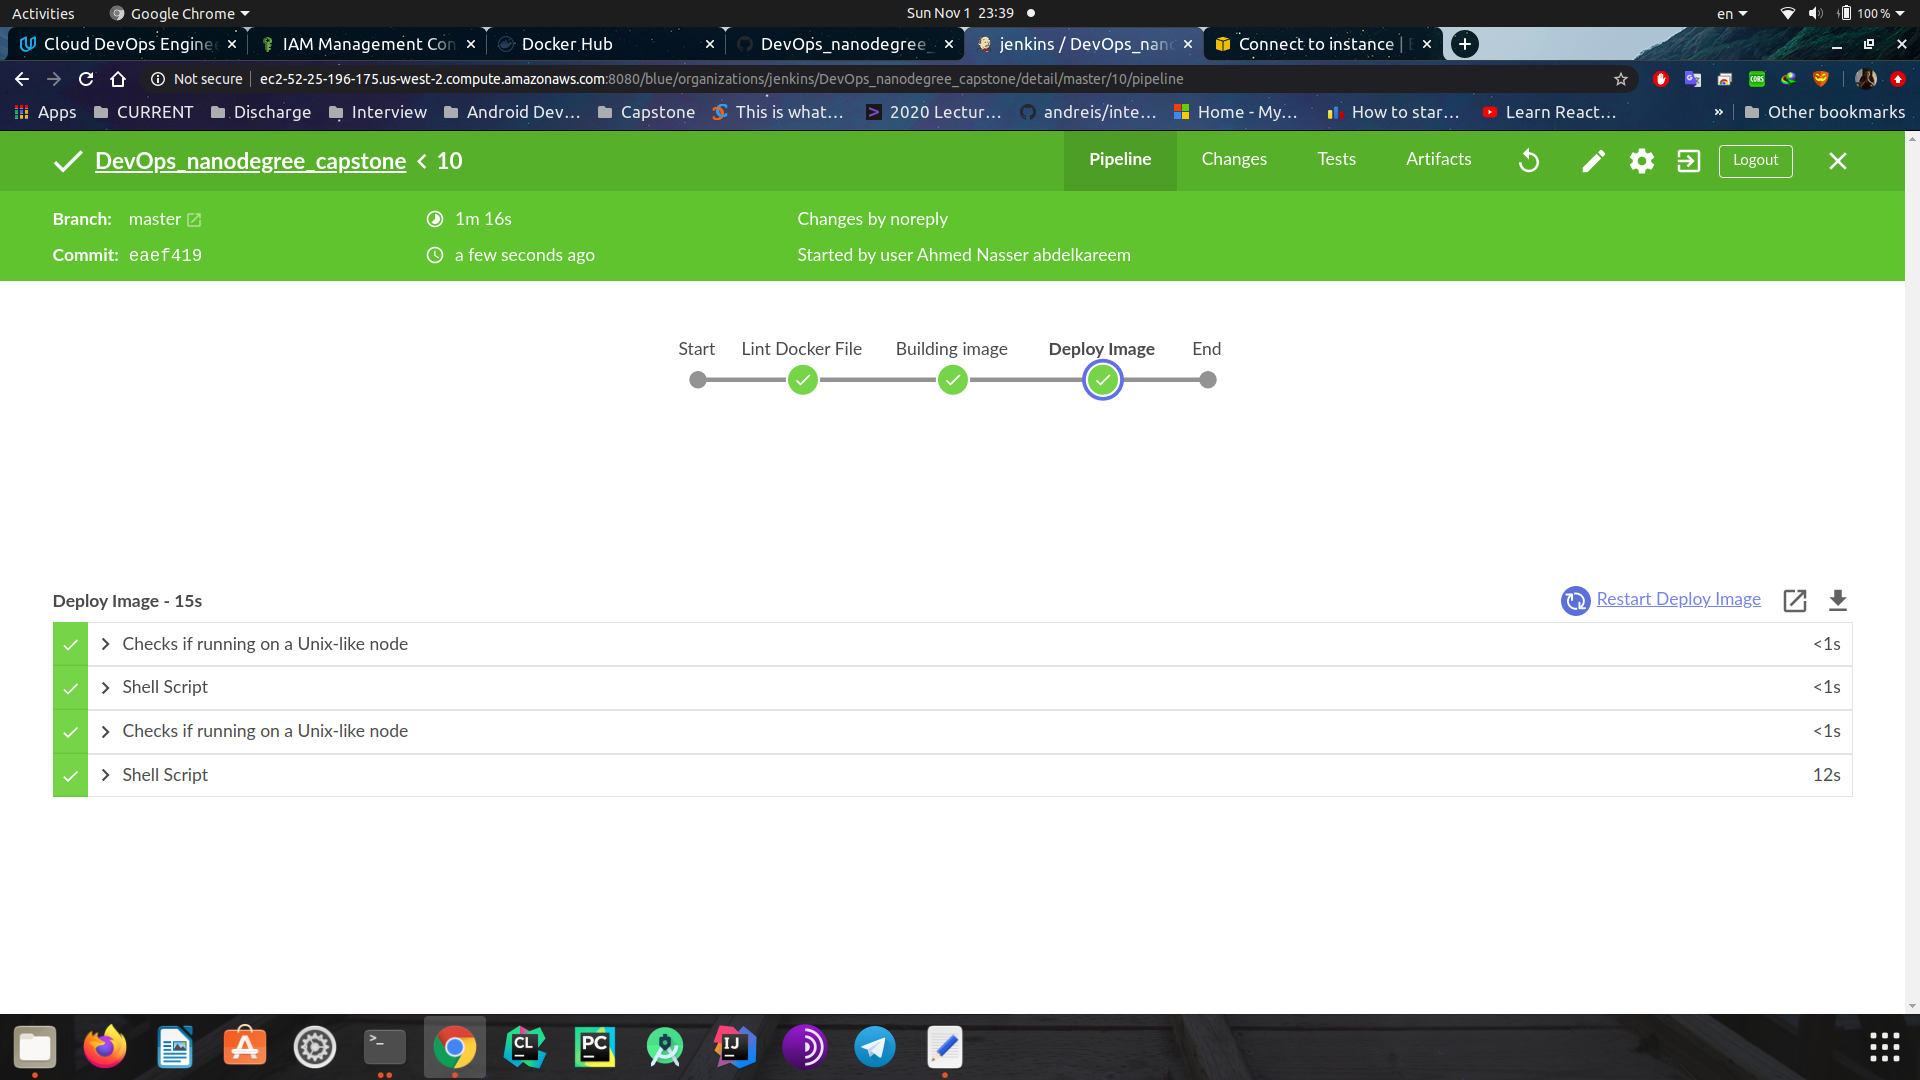 Activities
Google Chrome
Sun Nov 1 23:39
en
100 %
Cloud DevOps Engine
IAM Management Con
Docker Hub
DevOps_nanodegree_
jenkins / DevOps_nano
Connect to instance |
Not secure
ec2-52-25-196-175.us-west-2.compute.amazonaws.com:8080/blue/organizations/jenkins/DevOps_nanodegree_capstone/detail/master/10/pipeline
Apps
CURRENT
Discharge
Interview
Android Dev...
Capstone
This is what...
2020 Lectur...
andreis/inte...
Home - My...
How to star...
Learn React...
»
Other bookmarks
DevOps_nanodegree_capstone < 10
Pipeline
Changes
Tests
Artifacts
Logout
Branch: master
1m 16s
Changes by noreply
Commit: eaef419
a few seconds ago
Started by user Ahmed Nasser abdelkareem
Start
Lint Docker File
Building image
Deploy Image
End
Deploy Image - 15s
Restart Deploy Image
Checks if running on a Unix-like node
<1s
Shell Script
<1s
Checks if running on a Unix-like node
<1s
Shell Script
12s
>_
CL
PC
IJ